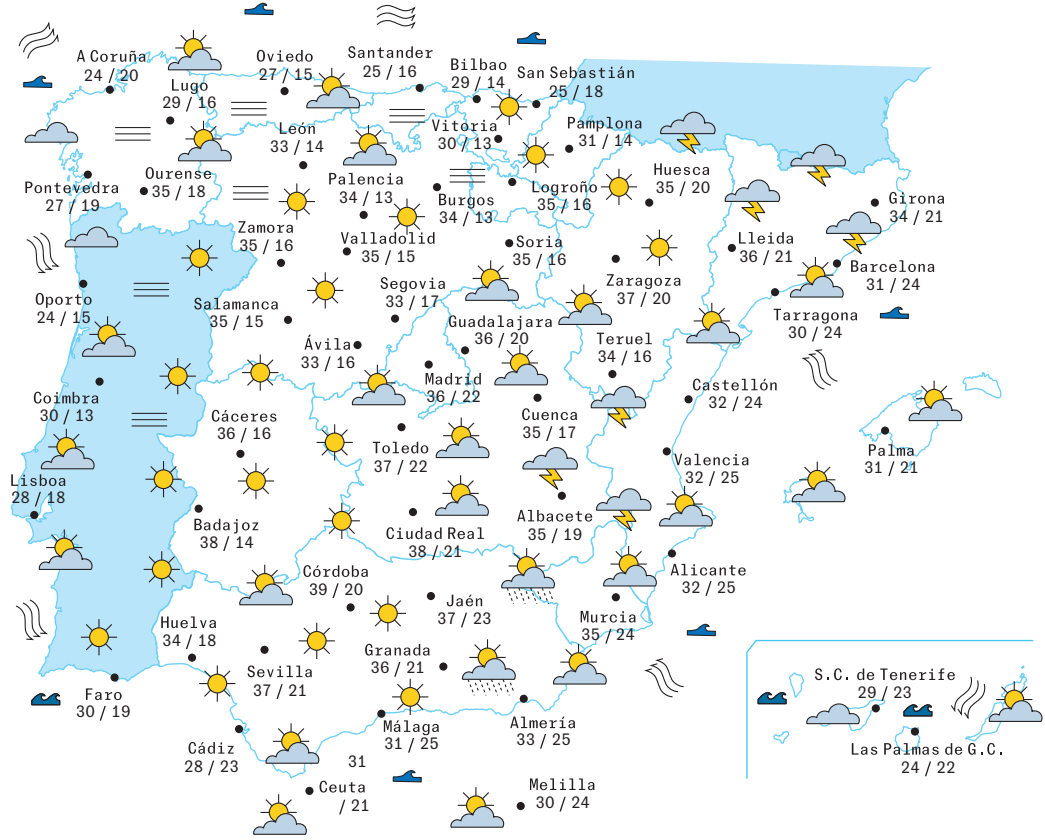 A Coruña
24 / 20
Lugo
29 / 16
Oviedo
27 / 15
Santander
25 / 16
Bilbao
29 / 14
San Sebastián
25 / 18
Vitoria
30 / 13
Pamplona
31 / 14
León
33 / 14
Pontevedra
27 / 19
Ourense
35 / 18
Palencia
34 / 13
Burgos
34 / 13
Logroño
35 / 16
Huesca
35 / 20
Girona
34 / 21
Zamora
35 / 16
Valladolid
35 / 15
Soria
35 / 16
Lleida
36 / 21
Barcelona
31 / 24
Oporto
24 / 15
Salamanca
35 / 15
Segovia
33 / 17
Zaragoza
37 / 20
Tarragona
30 / 24
Ávila
33 / 16
Guadalajara
36 / 20
Teruel
34 / 16
Coimbra
30 / 13
Madrid
36 / 22
Castellón
32 / 24
Cáceres
36 / 16
Cuenca
35 / 17
Toledo
37 / 22
Palma
31 / 21
Lisboa
28 / 18
Valencia
32 / 25
Badajoz
38 / 14
Ciudad Real
38 / 21
Albacete
35 / 19
Alicante
32 / 25
Córdoba
39 / 20
Jaén
37 / 23
Murcia
35 / 24
Huelva
34 / 18
Sevilla
37 / 21
Granada
36 / 21
Faro
30 / 19
Málaga
31 / 25
Almería
33 / 25
Cádiz
28 / 23
31
Ceuta
/ 21
Melilla
30 / 24
S.C. de Tenerife
29 / 23
Las Palmas de G.C.
24 / 22